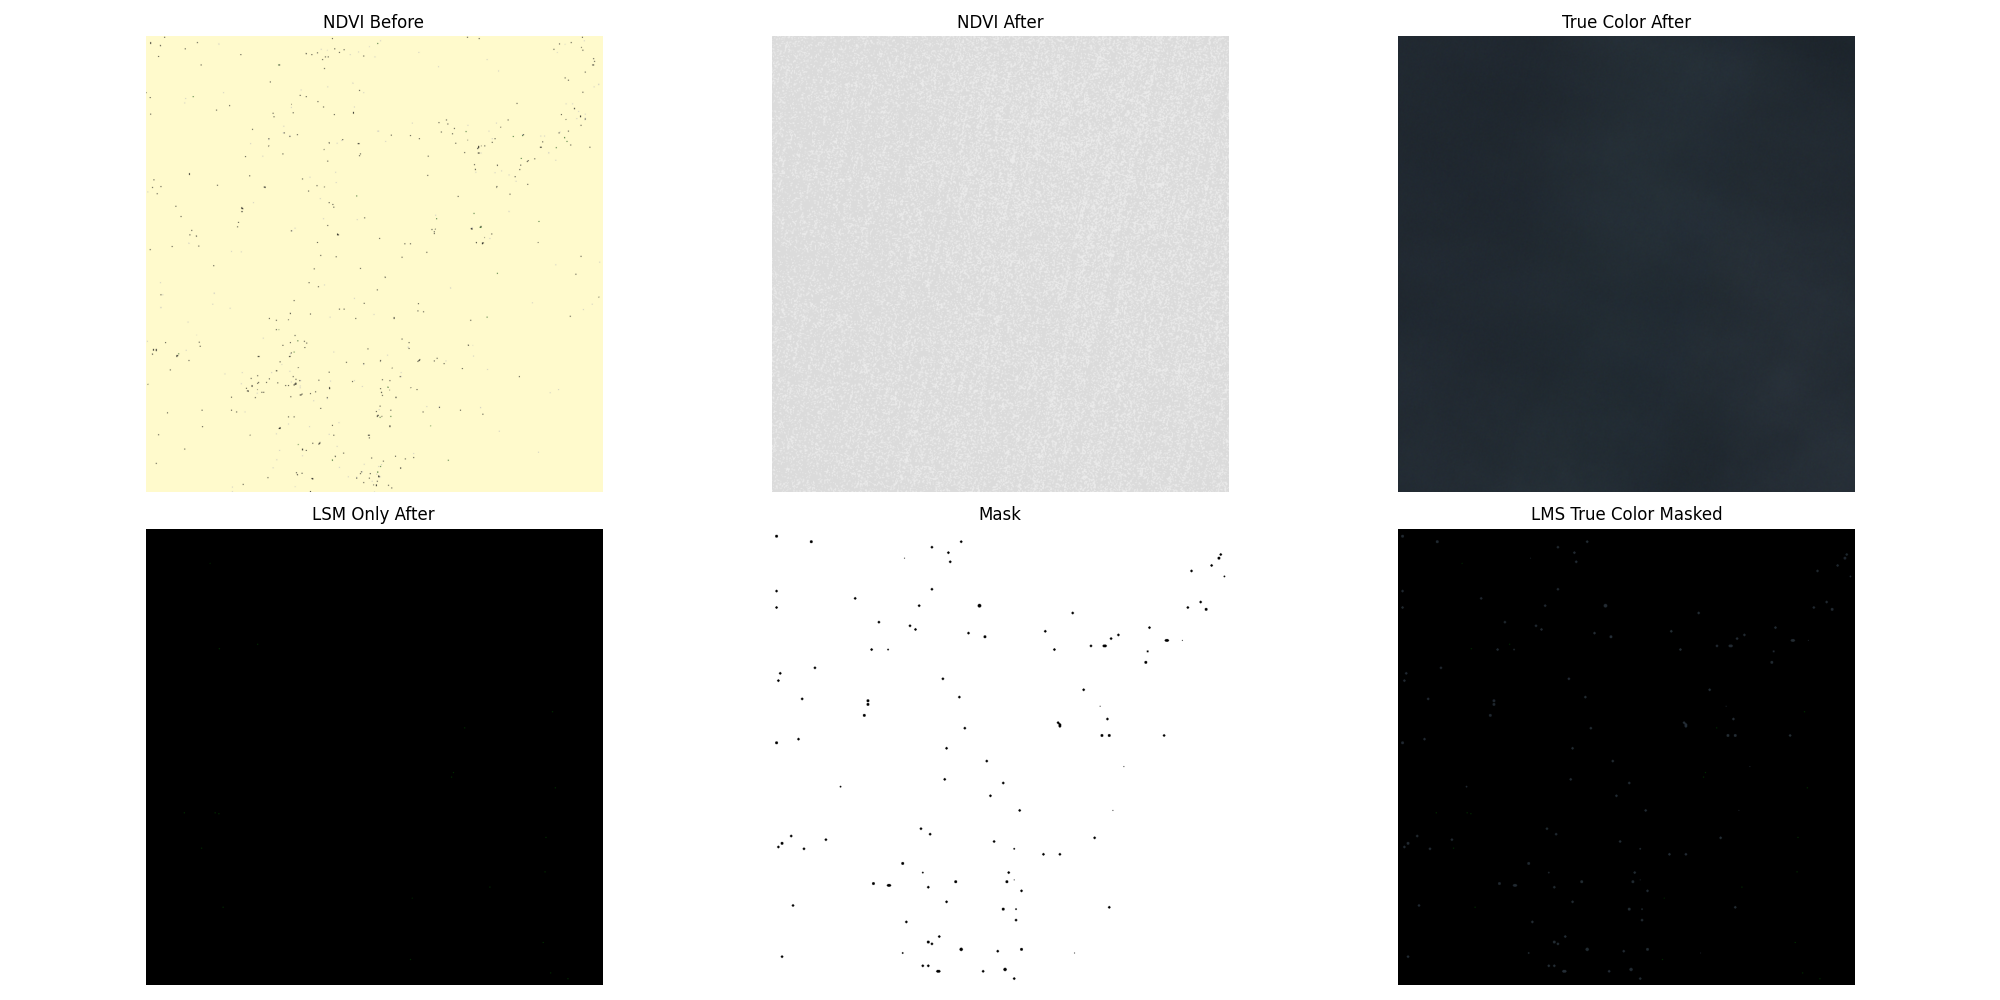 NDVI Before
NDVI After
True Color After
LSM Only After
Mask
LMS True Color Masked